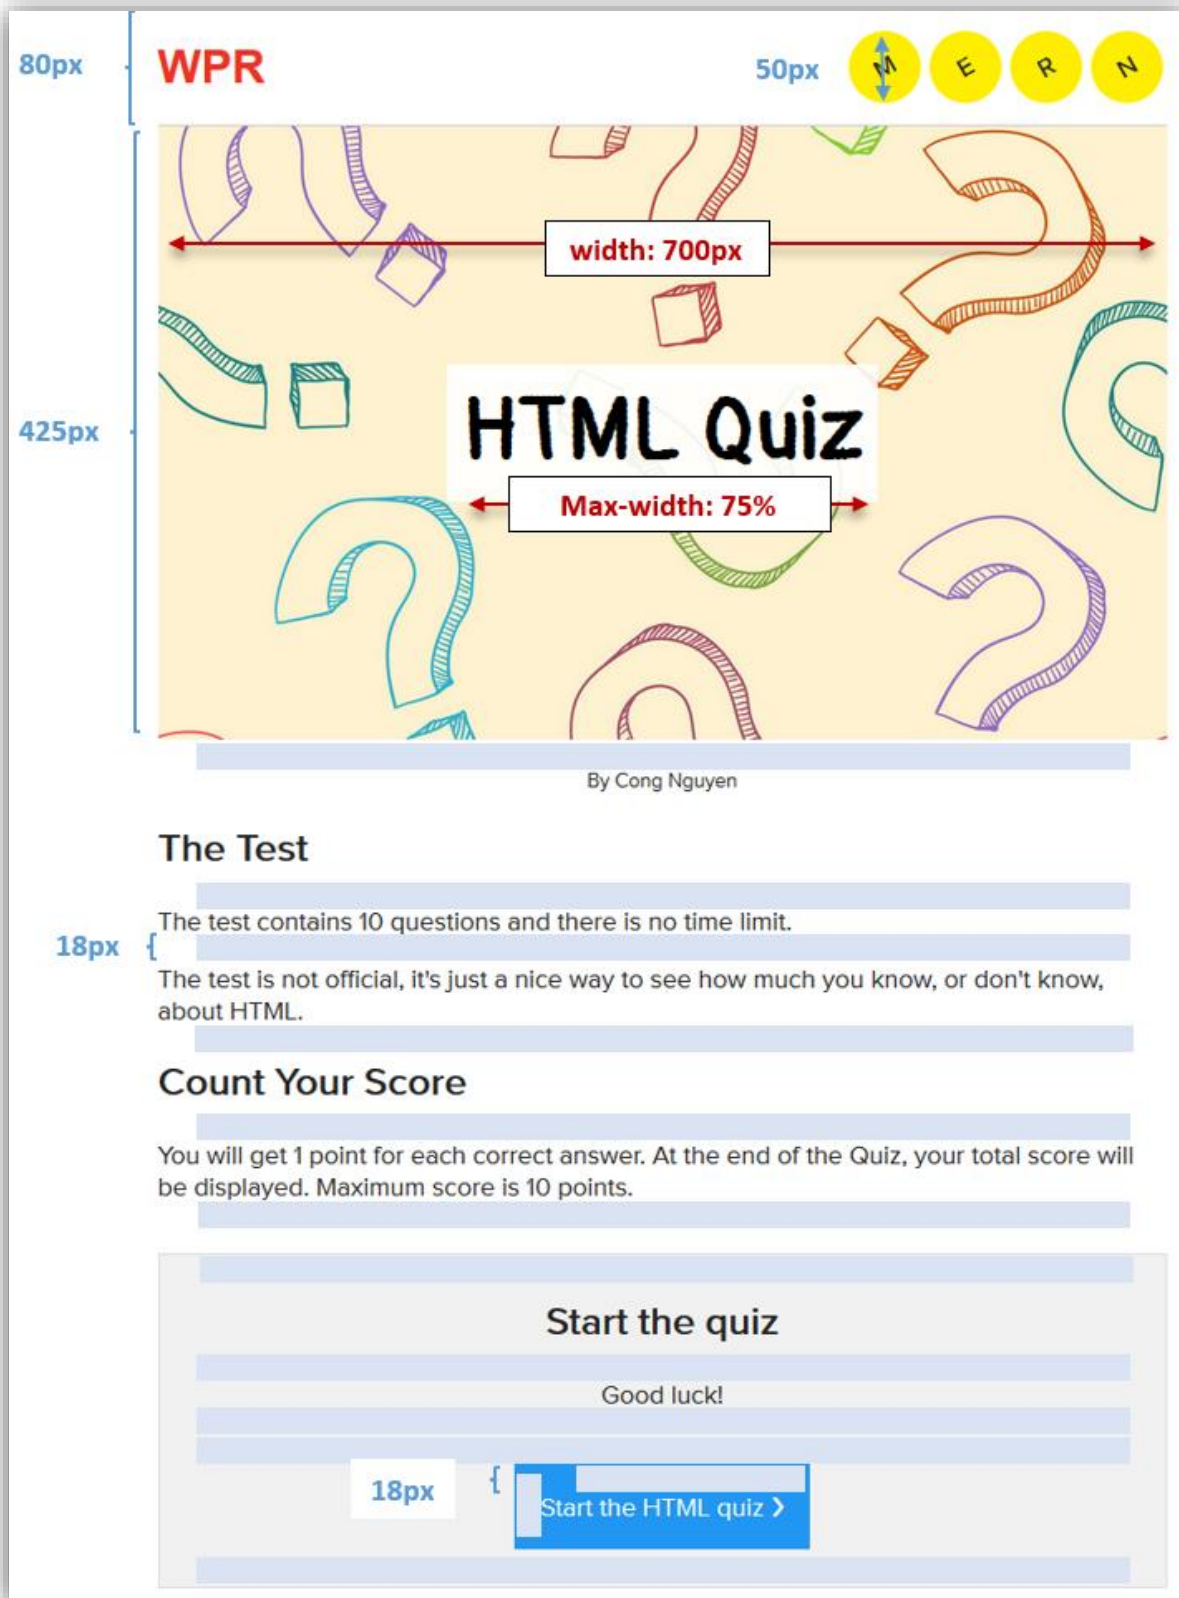 80px
WPR
50px
M E R N
width: 700px
425px
HTML Quiz
Max-width: 75%
By Cong Nguyen
The Test
The test contains 10 questions and there is no time limit.
18px
The test is not official, it's just a nice way to see how much you know, or don't know,
about HTML.
Count Your Score
You will get 1 point for each correct answer. At the end of the Quiz, your total score will
be displayed. Maximum score is 10 points.
Start the quiz
Good luck!
18px
Start the HTML quiz ❯